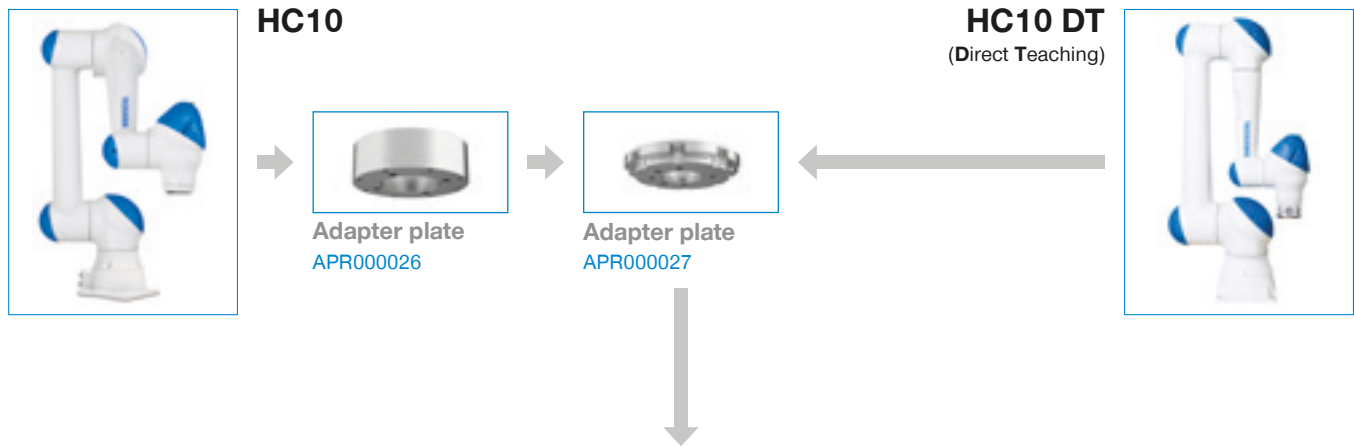 HC10
HC10 DT
(Direct Teaching)
Adapter plate
APR000026
Adapter plate
APR000027